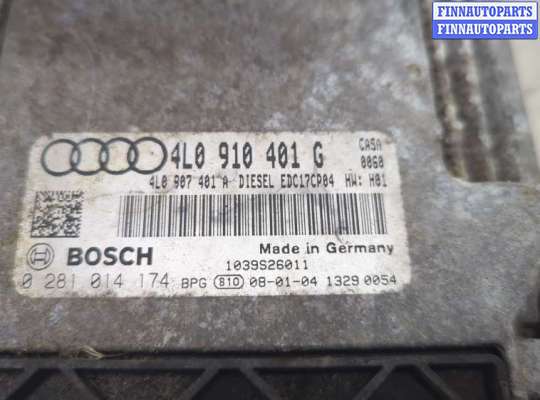 FINNAUTOPARTS
FINNAUTOPARTS
FINNAUTOPARTS
4L0 910 401 G
CASA
0060
4L0 907 401 A DIESEL EDC17CP04 HW: H01
BOSCH
Made in Germany
1039S26011
0 281 014 174 BPG 810 08-01-04 1329 0054